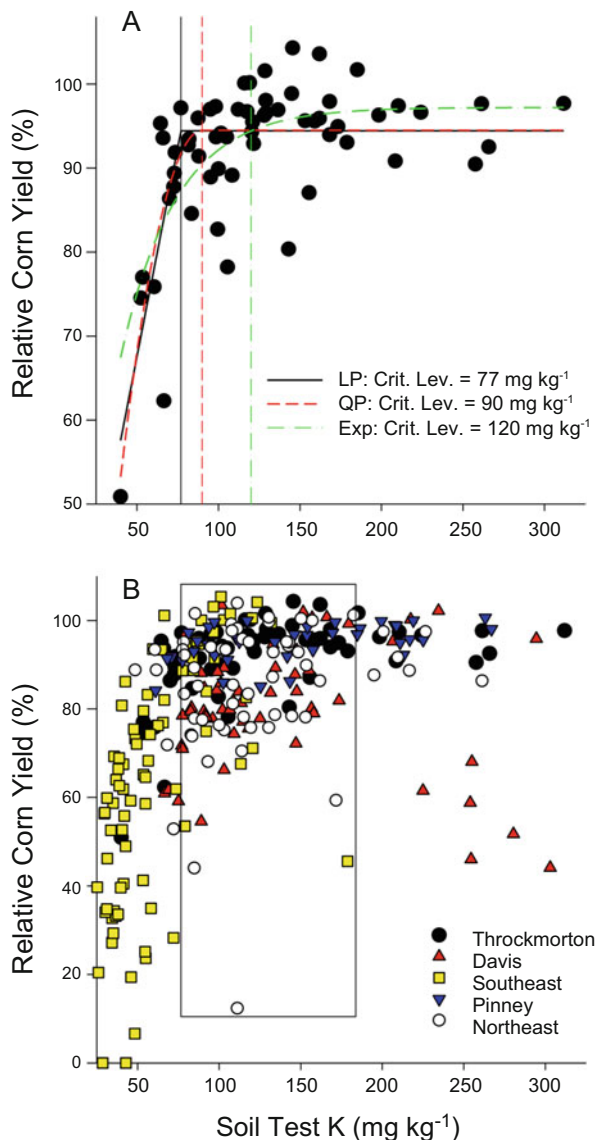 A
Relative Corn Yield (%)
100
90
80
70
60
50
LP: Crit. Lev. = 77 mg kg⁻¹
QP: Crit. Lev. = 90 mg kg⁻¹
Exp: Crit. Lev. = 120 mg kg⁻¹
50 100 150 200 250 300
B
Relative Corn Yield (%)
100
80
60
40
20
0
Throckmorton
Davis
Southeast
Pinney
Northeast
50 100 150 200 250 300
Soil Test K (mg kg⁻¹)